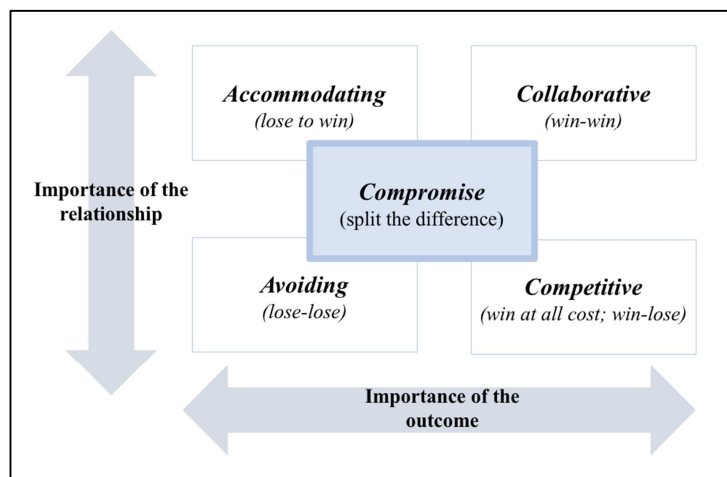 Accommodating
(lose to win)
Collaborative
(win-win)
Importance of the
relationship
Compromise
(split the difference)
Avoiding
(lose-lose)
Competitive
(win at all cost; win-lose)
Importance of the
outcome